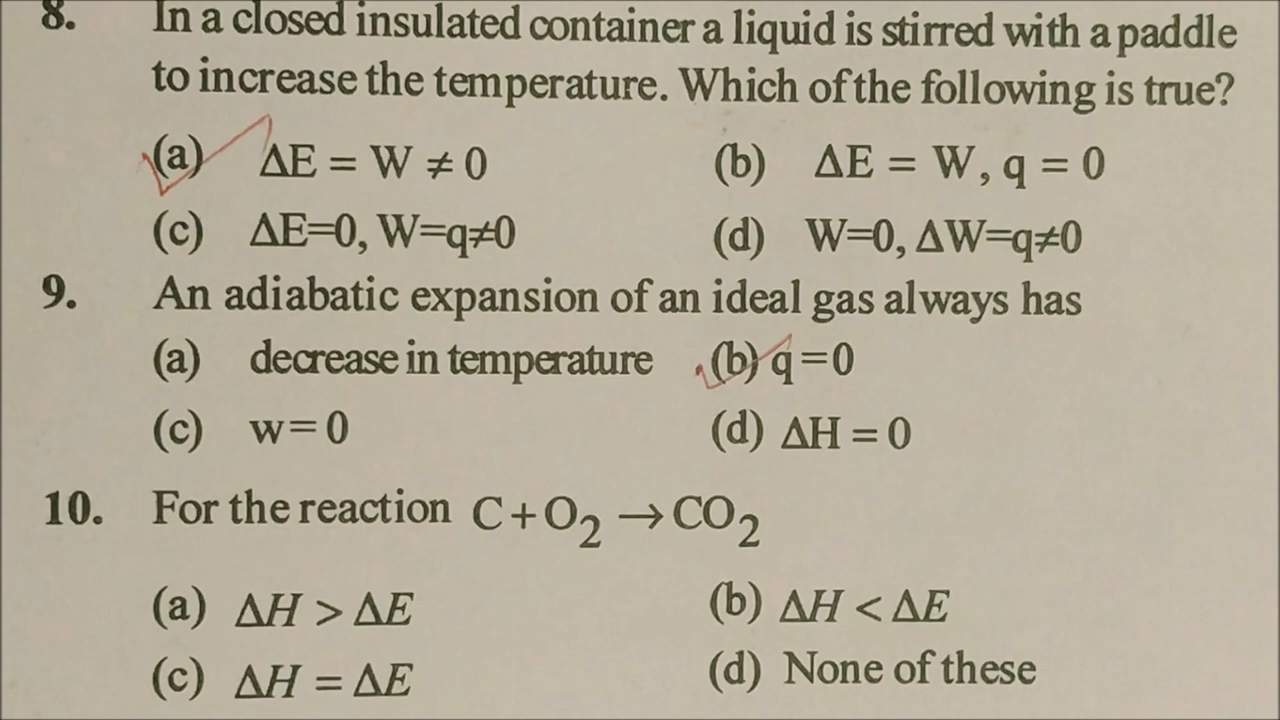 8. In a closed insulated container a liquid is stirred with a paddle
to increase the temperature. Which of the following is true?
(a) ΔE = W ≠ 0 (b) ΔE = W, q = 0
(c) ΔE=0, W=q≠0 (d) W=0, ΔW=q≠0
9. An adiabatic expansion of an ideal gas always has
(a) decrease in temperature (b) q=0
(c) w=0 (d) ΔH = 0
10. For the reaction C+O₂ → CO₂
(a) ΔH > ΔE (b) ΔH < ΔE
(c) ΔH = ΔE (d) None of these